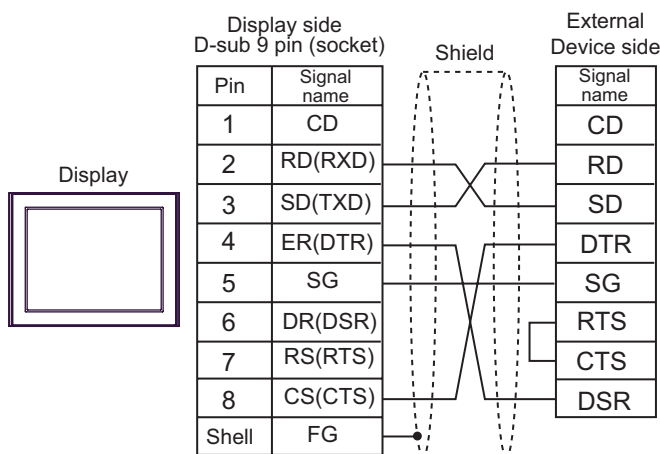 Display side
D-sub 9 pin (socket)
Shield
External
Device side
Display
Pin Signal name
1 CD
2 RD(RXD)
3 SD(TXD)
4 ER(DTR)
5 SG
6 DR(DSR)
7 RS(RTS)
8 CS(CTS)
Shell FG
Signal
name
CD
RD
SD
DTR
SG
RTS
CTS
DSR